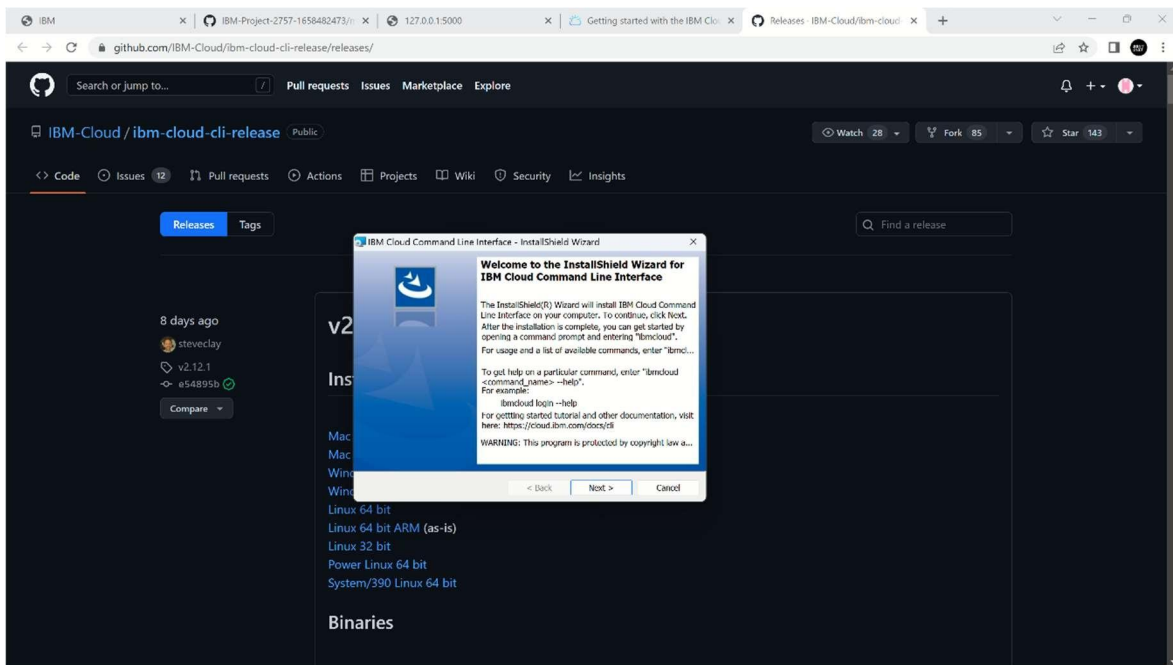 IBM
IBM-Project-2757-1658482473/n
127.0.0.1:5000
Getting started with the IBM Clo
Releases · IBM-Cloud/ibm-cloud-
github.com/IBM-Cloud/ibm-cloud-cli-release/releases/
Search or jump to...
/
Pull requests Issues Marketplace Explore
IBM-Cloud / ibm-cloud-cli-release Public
Watch 28
Fork 85
Star 143
Code
Issues 12
Pull requests
Actions
Projects
Wiki
Security
Insights
Releases Tags
Find a release
8 days ago
steveclay
v2.12.1
e54895b
Compare
v2
Ins
Mac
Mac
Wind
Wind
Linux 64 bit
Linux 64 bit ARM (as-is)
Linux 32 bit
Power Linux 64 bit
System/390 Linux 64 bit
Binaries
IBM Cloud Command Line Interface - InstallShield Wizard
Welcome to the InstallShield Wizard for
IBM Cloud Command Line Interface
The InstallShield(R) Wizard will install IBM Cloud Command
Line Interface on your computer. To continue, click Next.
After the installation is complete, you can get started by
opening a command prompt and entering "ibmcloud".
For usage and a list of available commands, enter "ibmcl...
To get help on a particular command, enter "ibmcloud
<command_name> --help".
For example:
ibmcloud login --help
For gettting started tutorial and other documentation, visit
here: https://cloud.ibm.com/docs/cli
WARNING: This program is protected by copyright law a...
< Back
Next >
Cancel